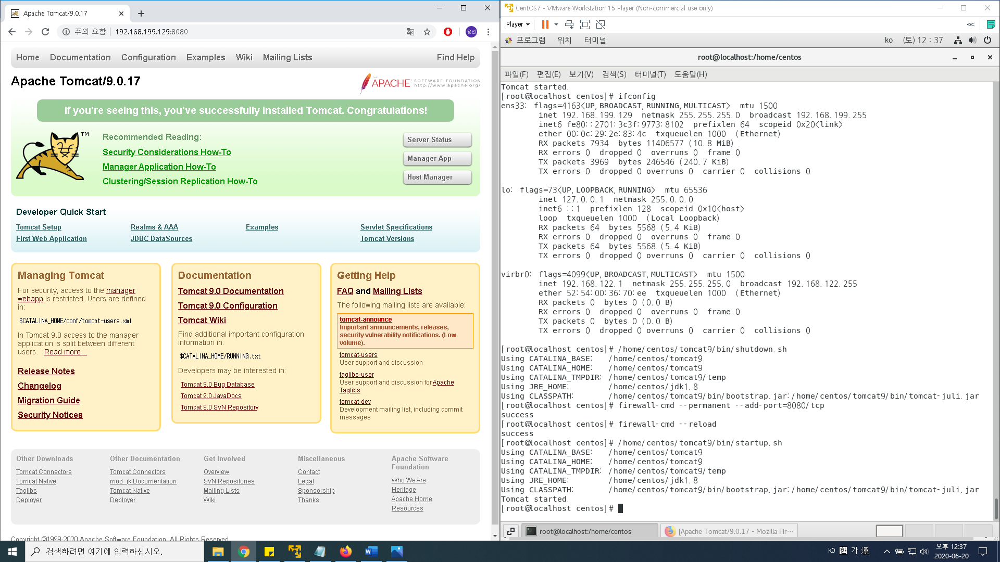 Apache Tomcat/9.0.17
주의 요함
192.168.199.129:8080
용선
Home Documentation Configuration Examples Wiki Mailing Lists Find Help
Apache Tomcat/9.0.17
THE APACHE SOFTWARE FOUNDATION
http://www.apache.org/
If you're seeing this, you've successfully installed Tomcat. Congratulations!
TM
Recommended Reading:
Security Considerations How-To
Manager Application How-To
Clustering/Session Replication How-To
Server Status
Manager App
Host Manager
Developer Quick Start
Tomcat Setup
First Web Application
Realms & AAA
JDBC DataSources
Examples
Servlet Specifications
Tomcat Versions
Managing Tomcat
For security, access to the manager
webapp is restricted. Users are defined
in:
$CATALINA_HOME/conf/tomcat-users.xml
In Tomcat 9.0 access to the manager
application is split between different
users. Read more...
Release Notes
Changelog
Migration Guide
Security Notices
Documentation
Tomcat 9.0 Documentation
Tomcat 9.0 Configuration
Tomcat Wiki
Find additional important configuration
information in:
$CATALINA_HOME/RUNNING.txt
Developers may be interested in:
Tomcat 9.0 Bug Database
Tomcat 9.0 JavaDocs
Tomcat 9.0 SVN Repository
Getting Help
FAQ and Mailing Lists
The following mailing lists are available:
tomcat-announce
Important announcements, releases,
security vulnerability notifications. (Low
volume).
tomcat-users
User support and discussion
taglibs-user
User support and discussion for Apache
Taglibs
tomcat-dev
Development mailing list, including commit
messages
Other Downloads
Tomcat Connectors
Tomcat Native
Taglibs
Deployer
Other Documentation
Tomcat Connectors
mod_jk Documentation
Tomcat Native
Deployer
Get Involved
Overview
SVN Repositories
Mailing Lists
Wiki
Miscellaneous
Contact
Legal
Sponsorship
Thanks
Apache Software
Foundation
Who We Are
Heritage
Apache Home
Resources
Copyright ©1999-2020 Apache Software Foundation. All Rights Reserved
CentOS7 - VMware Workstation 15 Player (Non-commercial use only)
Player
프로그램 위치 터미널 ko (토) 12 : 37
root@localhost:/home/centos
파일(F) 편집(E) 보기(V) 검색(S) 터미널(T) 도움말(H)
Tomcat started.
[root@localhost centos]# ifconfig
ens33: flags=4163<UP,BROADCAST,RUNNING,MULTICAST> mtu 1500
inet 192.168.199.129 netmask 255.255.255.0 broadcast 192.168.199.255
inet6 fe80::2701:3c3f:9773:8102 prefixlen 64 scopeid 0x20<link>
ether 00:0c:29:2e:83:4c txqueuelen 1000 (Ethernet)
RX packets 7934 bytes 11406577 (10.8 MiB)
RX errors 0 dropped 0 overruns 0 frame 0
TX packets 3969 bytes 246546 (240.7 KiB)
TX errors 0 dropped 0 overruns 0 carrier 0 collisions 0
lo: flags=73<UP,LOOPBACK,RUNNING> mtu 65536
inet 127.0.0.1 netmask 255.0.0.0
inet6 ::1 prefixlen 128 scopeid 0x10<host>
loop txqueuelen 1000 (Local Loopback)
RX packets 64 bytes 5568 (5.4 KiB)
RX errors 0 dropped 0 overruns 0 frame 0
TX packets 64 bytes 5568 (5.4 KiB)
TX errors 0 dropped 0 overruns 0 carrier 0 collisions 0
virbr0: flags=4099<UP,BROADCAST,MULTICAST> mtu 1500
inet 192.168.122.1 netmask 255.255.255.0 broadcast 192.168.122.255
ether 52:54:00:36:70:ee txqueuelen 1000 (Ethernet)
RX packets 0 bytes 0 (0.0 B)
RX errors 0 dropped 0 overruns 0 frame 0
TX packets 0 bytes 0 (0.0 B)
TX errors 0 dropped 0 overruns 0 carrier 0 collisions 0
[root@localhost centos]# /home/centos/tomcat9/bin/shutdown.sh
Using CATALINA_BASE: /home/centos/tomcat9
Using CATALINA_HOME: /home/centos/tomcat9
Using CATALINA_TMPDIR: /home/centos/tomcat9/temp
Using JRE_HOME: /home/centos/jdk1.8
Using CLASSPATH: /home/centos/tomcat9/bin/bootstrap.jar:/home/centos/tomcat9/bin/tomcat-juli.jar
[root@localhost centos]# firewall-cmd --permanent --add-port=8080/tcp
success
[root@localhost centos]# firewall-cmd --reload
success
[root@localhost centos]# /home/centos/tomcat9/bin/startup.sh
Using CATALINA_BASE: /home/centos/tomcat9
Using CATALINA_HOME: /home/centos/tomcat9
Using CATALINA_TMPDIR: /home/centos/tomcat9/temp
Using JRE_HOME: /home/centos/jdk1.8
Using CLASSPATH: /home/centos/tomcat9/bin/bootstrap.jar:/home/centos/tomcat9/bin/tomcat-juli.jar
Tomcat started.
[root@localhost centos]#
root@localhost:/home/centos
[Apache Tomcat/9.0.17 - Mozilla Fir…
검색하려면 여기에 입력하십시오.
KO 한 가 漢
오후 12:37
2020-06-20